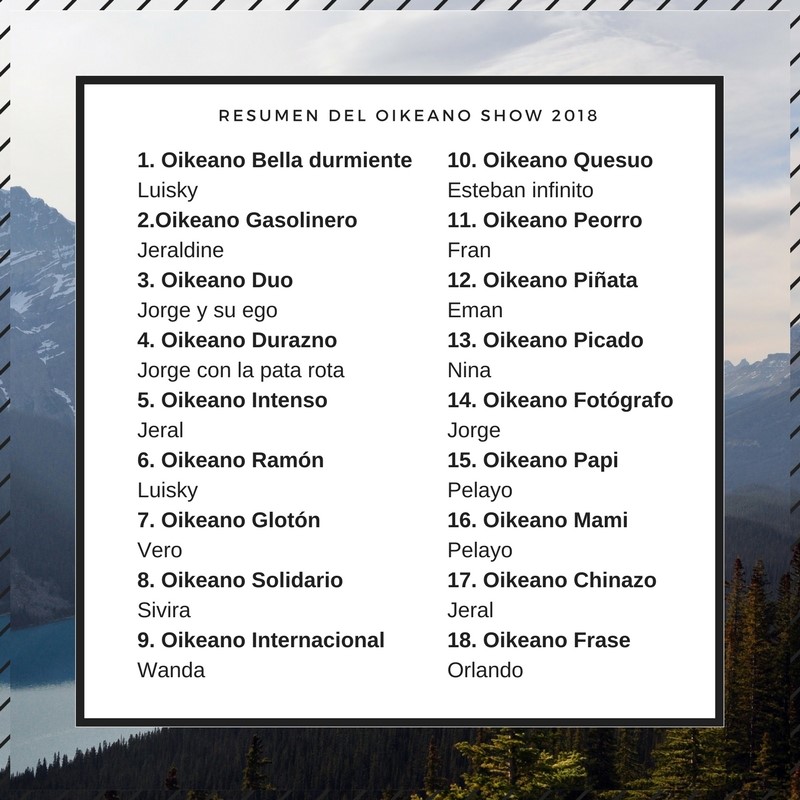 RESUMEN DEL OIKEANO SHOW 2018
1. Oikeano Bella durmiente
Luisky
2.Oikeano Gasolinero
Jeraldine
3. Oikeano Duo
Jorge y su ego
4. Oikeano Durazno
Jorge con la pata rota
5. Oikeano Intenso
Jeral
6. Oikeano Ramón
Luisky
7. Oikeano Glotón
Vero
8. Oikeano Solidario
Sivira
9. Oikeano Internacional
Wanda
10. Oikeano Quesuo
Esteban infinito
11. Oikeano Peorro
Fran
12. Oikeano Piñata
Eman
13. Oikeano Picado
Nina
14. Oikeano Fotógrafo
Jorge
15. Oikeano Papi
Pelayo
16. Oikeano Mami
Pelayo
17. Oikeano Chinazo
Jeral
18. Oikeano Frase
Orlando